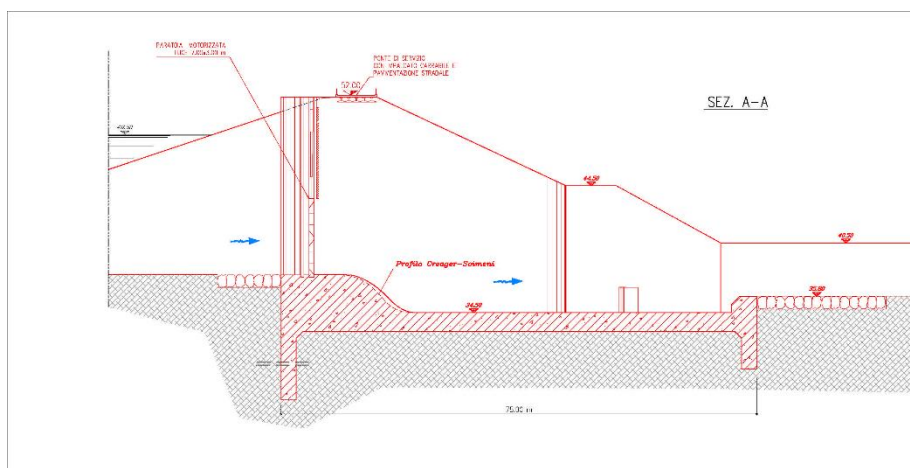 PARATOIA MOTORIZZATA
PONTE DI SERVIZIO
PAVIMENTAZIONE STRADALE
52.00
SEZ. A-A
44.50
40.50
Profilo Creager-Scimeni
34.50
35.80
75.00 m